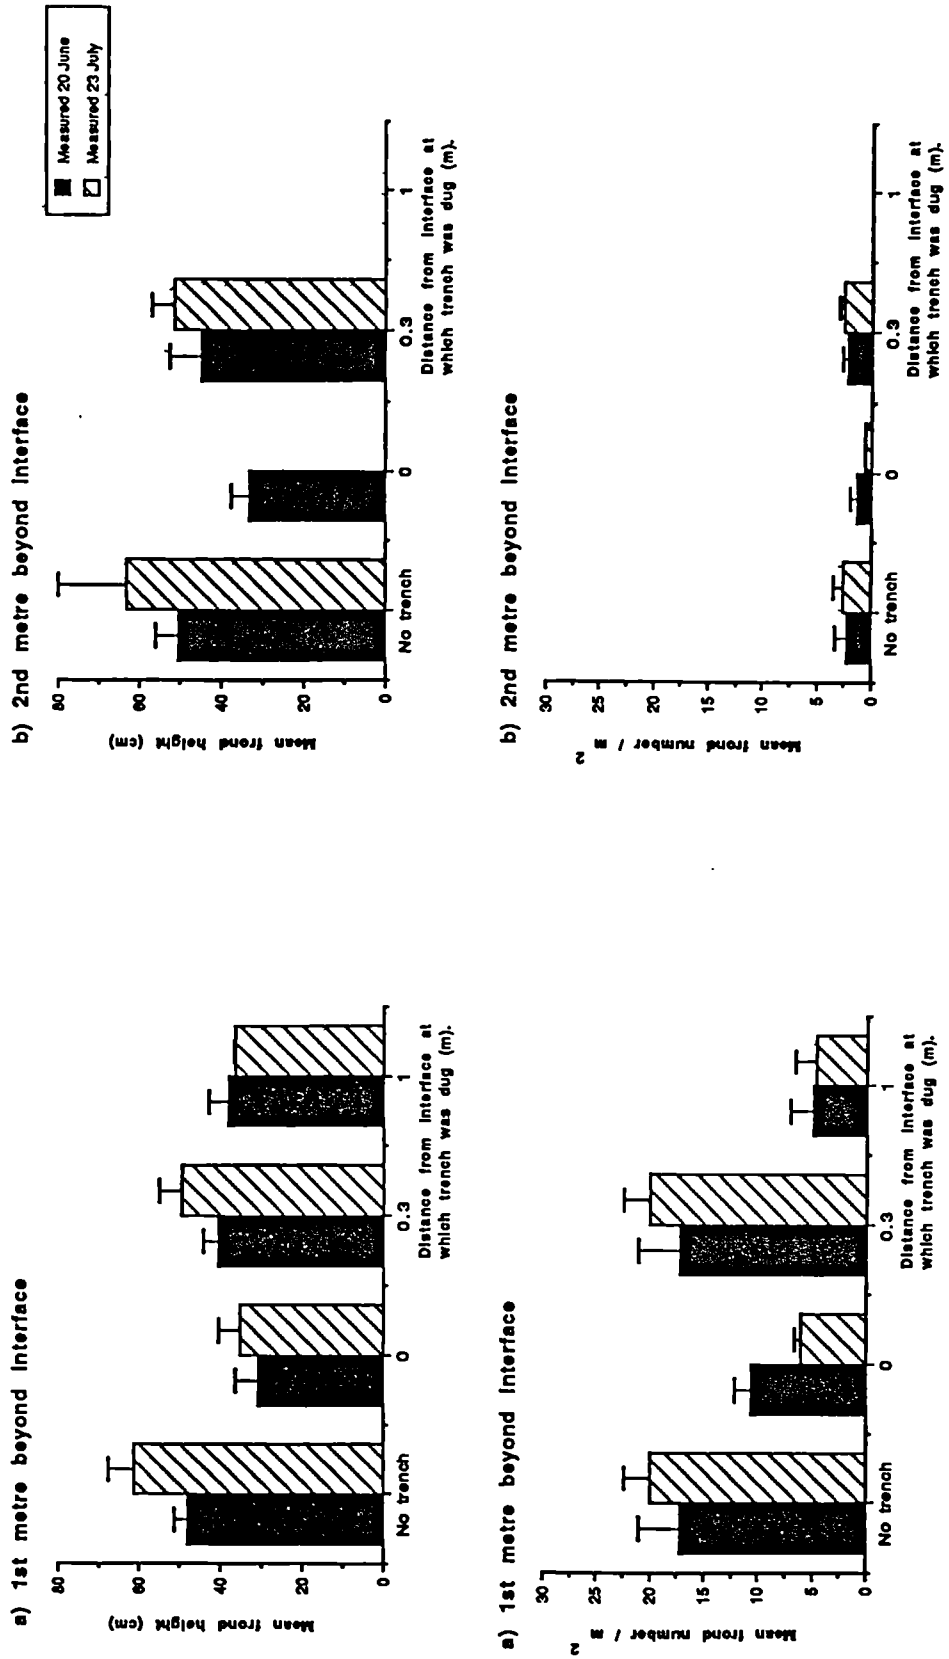 a) 1st metre beyond interface
80
60
40
20
0
Mean frond height (cm)
No trench
0
0.3
1
Distance from interface at
which trench was dug (m).
b) 2nd metre beyond interface
Measured 20 June
Measured 23 July
80
60
40
20
0
Mean frond height (cm)
No trench
0
0.3
1
Distance from interface at
which trench was dug (m).
a) 1st metre beyond interface
30
25
20
15
10
5
0
Mean frond number / m²
No trench
0
0.3
1
Distance from interface at
which trench was dug (m).
b) 2nd metre beyond interface
30
25
20
15
10
5
0
Mean frond number / m²
No trench
0
0.3
1
Distance from interface at
which trench was dug (m).